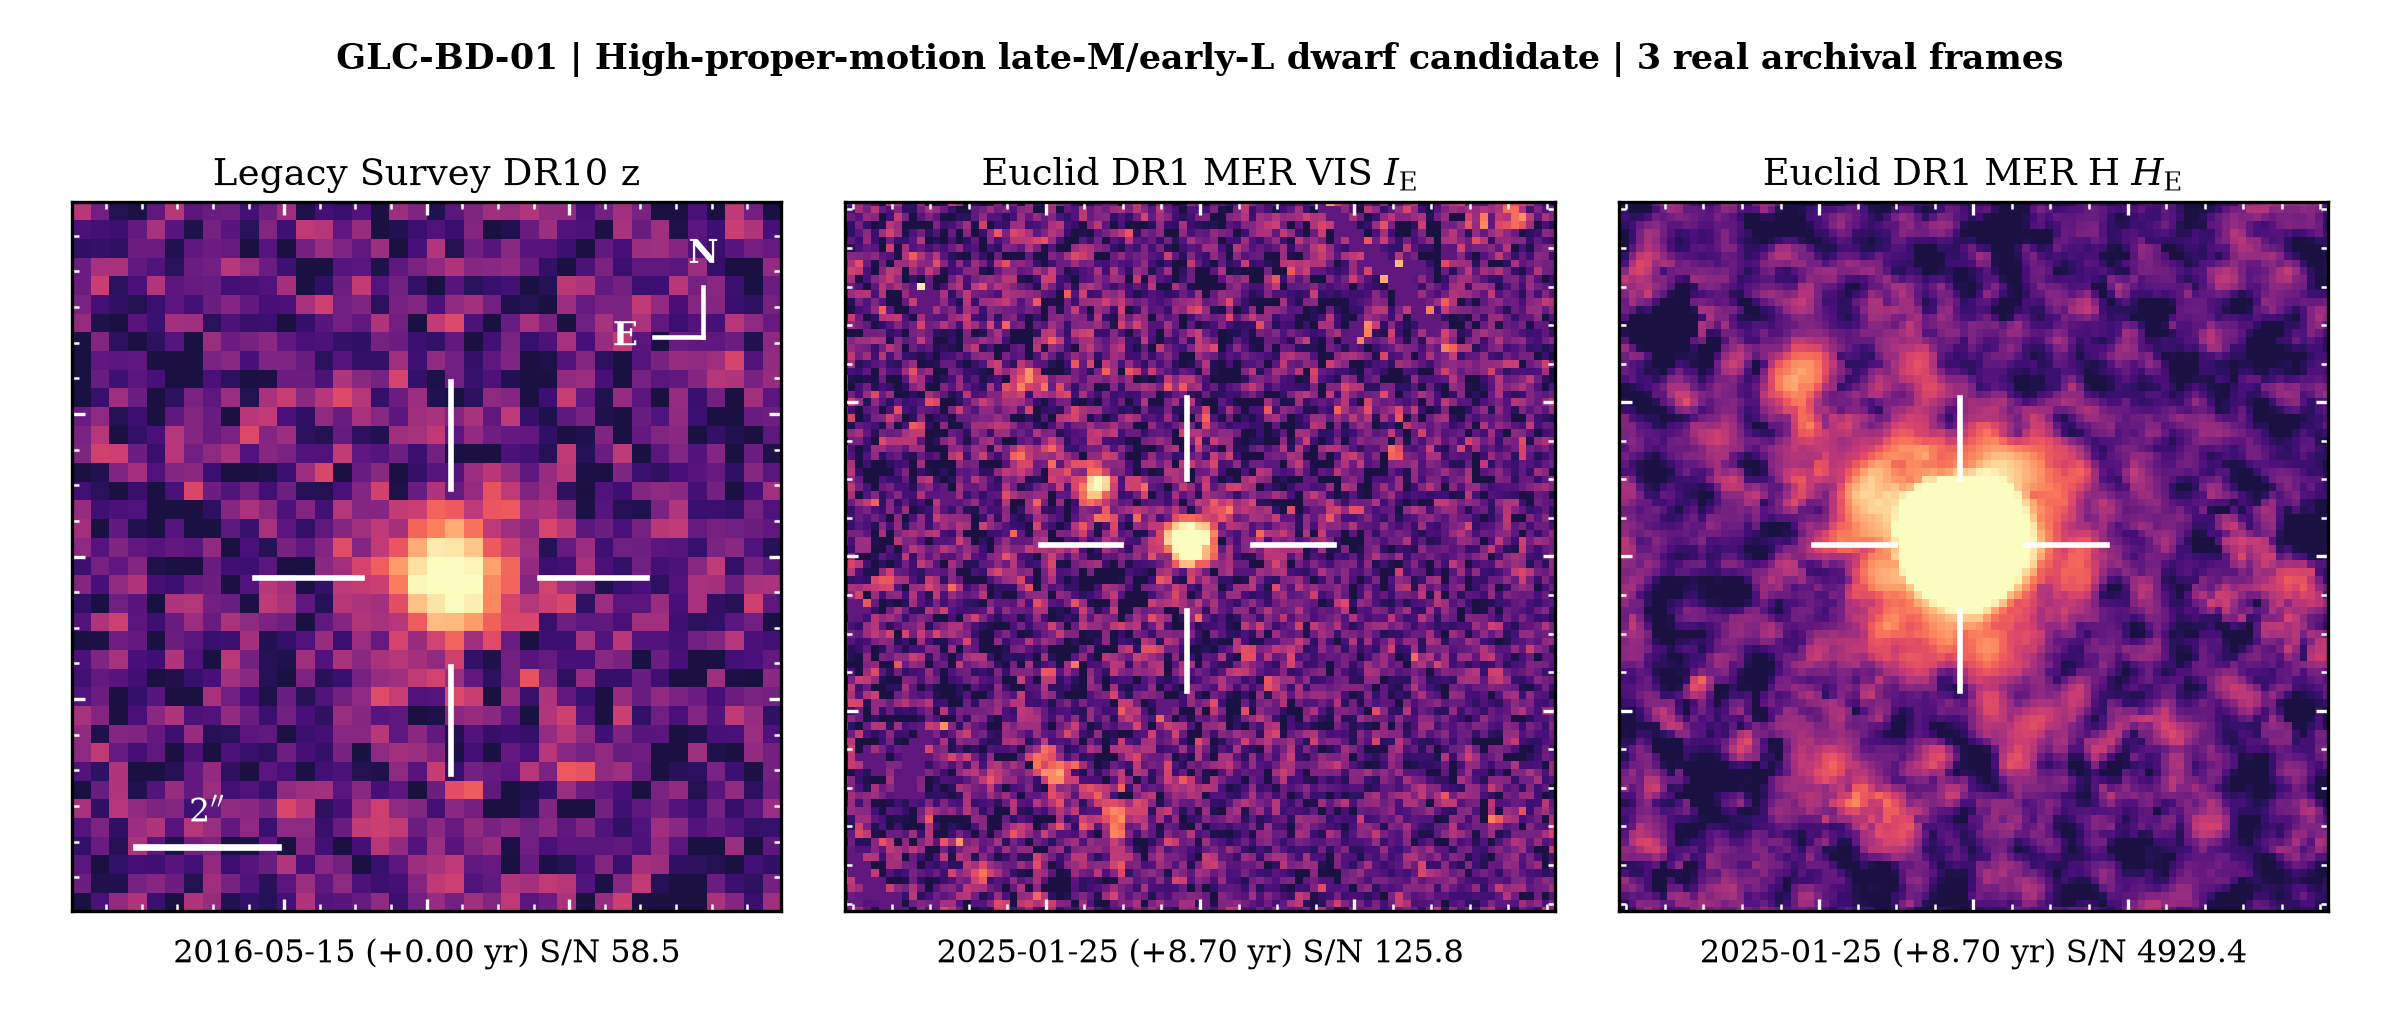 GLC-BD-01 | High-proper-motion late-M/early-L dwarf candidate | 3 real archival frames
Legacy Survey DR10 z
Euclid DR1 MER VIS I_E
Euclid DR1 MER H H_E
N
E
2″
2016-05-15 (+0.00 yr) S/N 58.5
2025-01-25 (+8.70 yr) S/N 125.8
2025-01-25 (+8.70 yr) S/N 4929.4